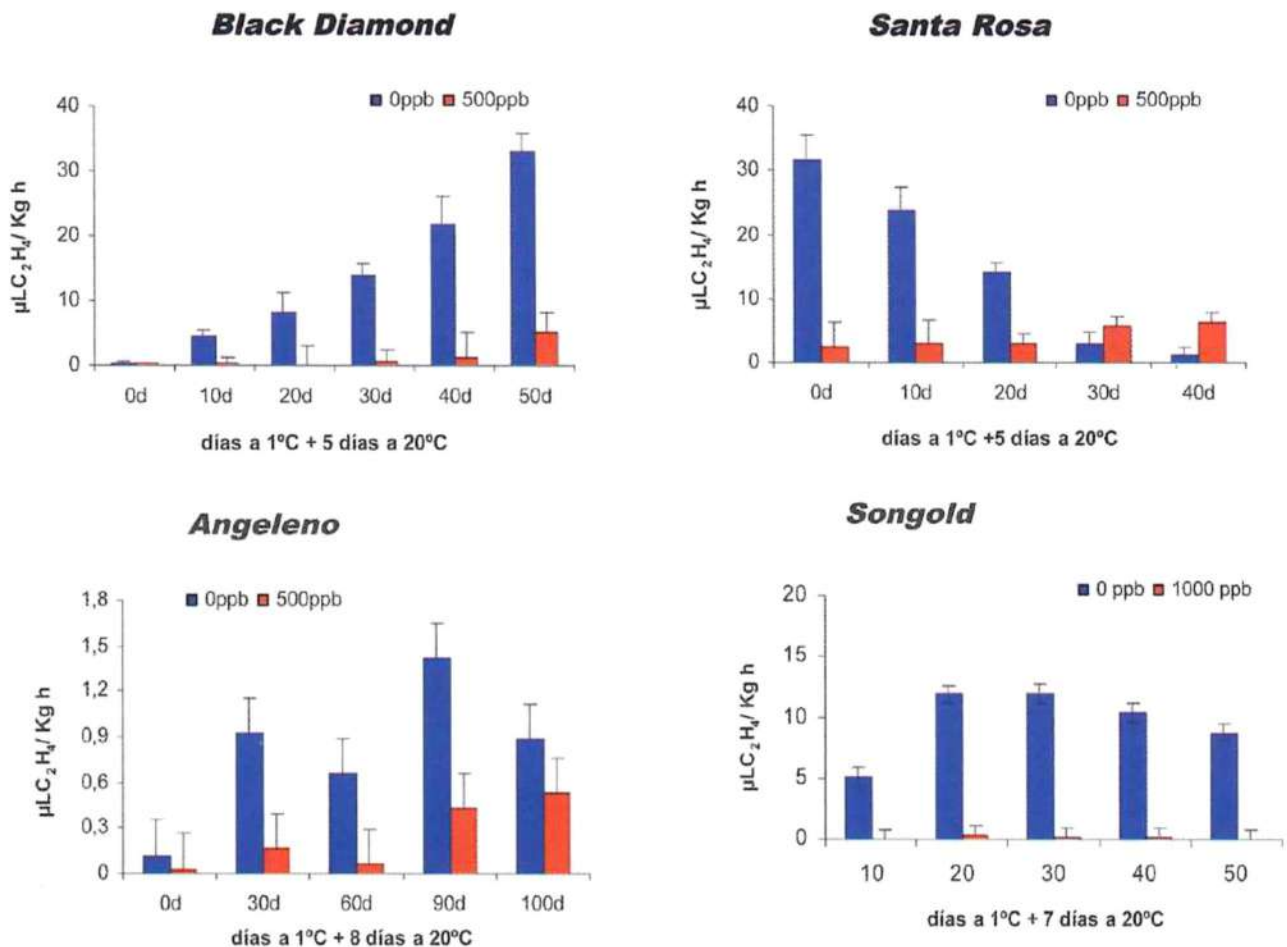 Black Diamond
0ppb 500ppb
40
30
20
10
0
µLC2H4/ Kg h
0d 10d 20d 30d 40d 50d
días a 1ºC + 5 días a 20ºC
Santa Rosa
0ppb 500ppb
40
30
20
10
0
µLC2H4/ Kg h
0d 10d 20d 30d 40d
días a 1ºC +5 días a 20ºC
Angeleno
0ppb 500ppb
1,8
1,5
1,2
0,9
0,6
0,3
0
µLC2H4/ Kg h
0d 30d 60d 90d 100d
días a 1ºC + 8 días a 20ºC
Songold
0 ppb 1000 ppb
20
15
10
5
0
µLC2H4/ Kg h
10 20 30 40 50
días a 1ºC + 7 días a 20ºC